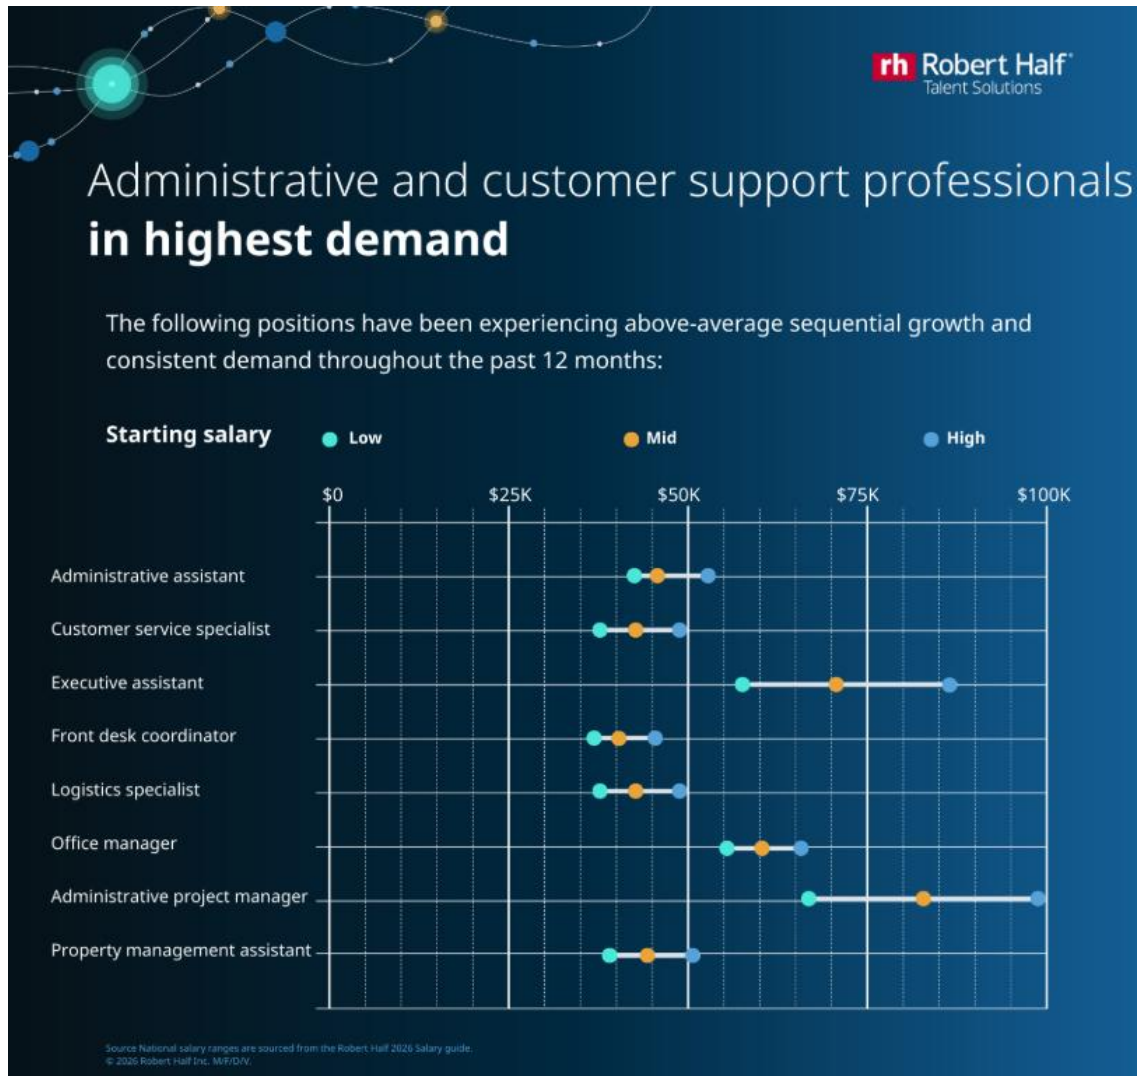 rh Robert Half®
Talent Solutions
Administrative and customer support professionals
in highest demand
The following positions have been experiencing above-average sequential growth and
consistent demand throughout the past 12 months:
Starting salary Low Mid High
$0 $25K $50K $75K $100K
Administrative assistant
Customer service specialist
Executive assistant
Front desk coordinator
Logistics specialist
Office manager
Administrative project manager
Property management assistant
Source National salary ranges are sourced from the Robert Half 2026 Salary guide.
© 2026 Robert Half Inc. M/F/D/V.